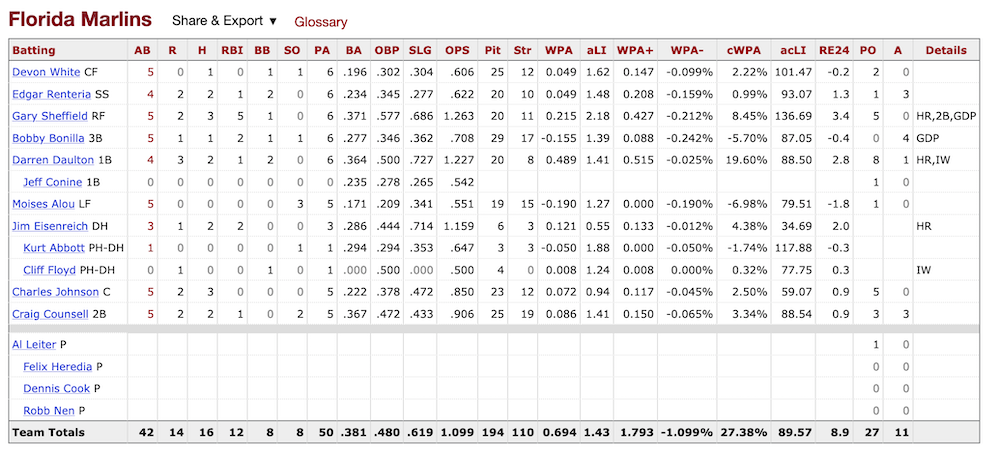 Florida Marlins Share & Export ▼ Glossary
Batting AB R H RBI BB SO PA BA OBP SLG OPS Pit Str WPA aLI WPA+ WPA- cWPA acLI RE24 PO A Details
Devon White CF 5 0 1 0 1 1 6 .196 .302 .304 .606 25 12 0.049 1.62 0.147 -0.099% 2.22% 101.47 -0.2 2 0
Edgar Renteria SS 4 2 2 1 2 0 6 .234 .345 .277 .622 20 10 0.049 1.48 0.208 -0.159% 0.99% 93.07 1.3 1 3
Gary Sheffield RF 5 2 3 5 1 0 6 .371 .577 .686 1.263 20 11 0.215 2.18 0.427 -0.212% 8.45% 136.69 3.4 5 0 HR,2B,GDP
Bobby Bonilla 3B 5 1 1 2 1 1 6 .277 .346 .362 .708 29 17 -0.155 1.39 0.088 -0.242% -5.70% 87.05 -0.4 0 4 GDP
Darren Daulton 1B 4 3 2 1 2 0 6 .364 .500 .727 1.227 20 8 0.489 1.41 0.515 -0.025% 19.60% 88.50 2.8 8 1 HR,IW
Jeff Conine 1B 0 0 0 0 0 0 0 .235 .278 .265 .542 1 0
Moises Alou LF 5 0 0 0 0 3 5 .171 .209 .341 .551 19 15 -0.190 1.27 0.000 -0.190% -6.98% 79.51 -1.8 1 0
Jim Eisenreich DH 3 1 2 2 0 0 3 .286 .444 .714 1.159 6 3 0.121 0.55 0.133 -0.012% 4.38% 34.69 2.0 HR
Kurt Abbott PH-DH 1 0 0 0 0 1 1 .294 .294 .353 .647 3 3 -0.050 1.88 0.000 -0.050% -1.74% 117.88 -0.3
Cliff Floyd PH-DH 0 1 0 0 1 0 1 .000 .500 .000 .500 4 0 0.008 1.24 0.008 0.000% 0.32% 77.75 0.3 IW
Charles Johnson C 5 2 3 0 0 0 5 .222 .378 .472 .850 23 12 0.072 0.94 0.117 -0.045% 2.50% 59.07 0.9 5 0
Craig Counsell 2B 5 2 2 1 0 2 5 .367 .472 .433 .906 25 19 0.086 1.41 0.150 -0.065% 3.34% 88.54 0.9 3 3
Al Leiter P 1 0
Felix Heredia P 0 0
Dennis Cook P 0 0
Robb Nen P 0 0
Team Totals 42 14 16 12 8 8 50 .381 .480 .619 1.099 194 110 0.694 1.43 1.793 -1.099% 27.38% 89.57 8.9 27 11